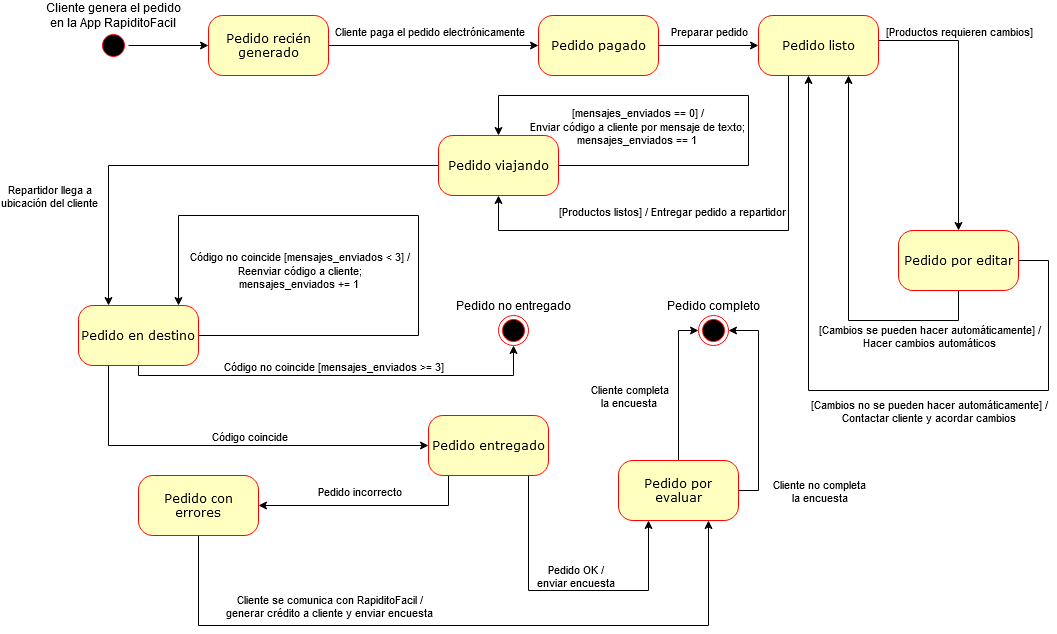 Cliente genera el pedido
en la App RapiditoFacil
Pedido recién
generado
Cliente paga el pedido electrónicamente
Pedido pagado
Preparar pedido
Pedido listo
[Productos requieren cambios]
[mensajes_enviados == 0] /
Enviar código a cliente por mensaje de texto;
mensajes_enviados == 1
Pedido viajando
Repartidor llega a
ubicación del cliente
[Productos listos] / Entregar pedido a repartidor
Código no coincide [mensajes_enviados < 3] /
Reenviar código a cliente;
mensajes_enviados += 1
Pedido por editar
Pedido no entregado
Pedido completo
Pedido en destino
[Cambios se pueden hacer automáticamente] /
Hacer cambios automáticos
Código no coincide [mensajes_enviados >= 3]
Cliente completa
la encuesta
[Cambios no se pueden hacer automáticamente] /
Contactar cliente y acordar cambios
Código coincide
Pedido entregado
Pedido por
evaluar
Cliente no completa
la encuesta
Pedido incorrecto
Pedido con
errores
Pedido OK /
enviar encuesta
Cliente se comunica con RapiditoFacil /
generar crédito a cliente y enviar encuesta